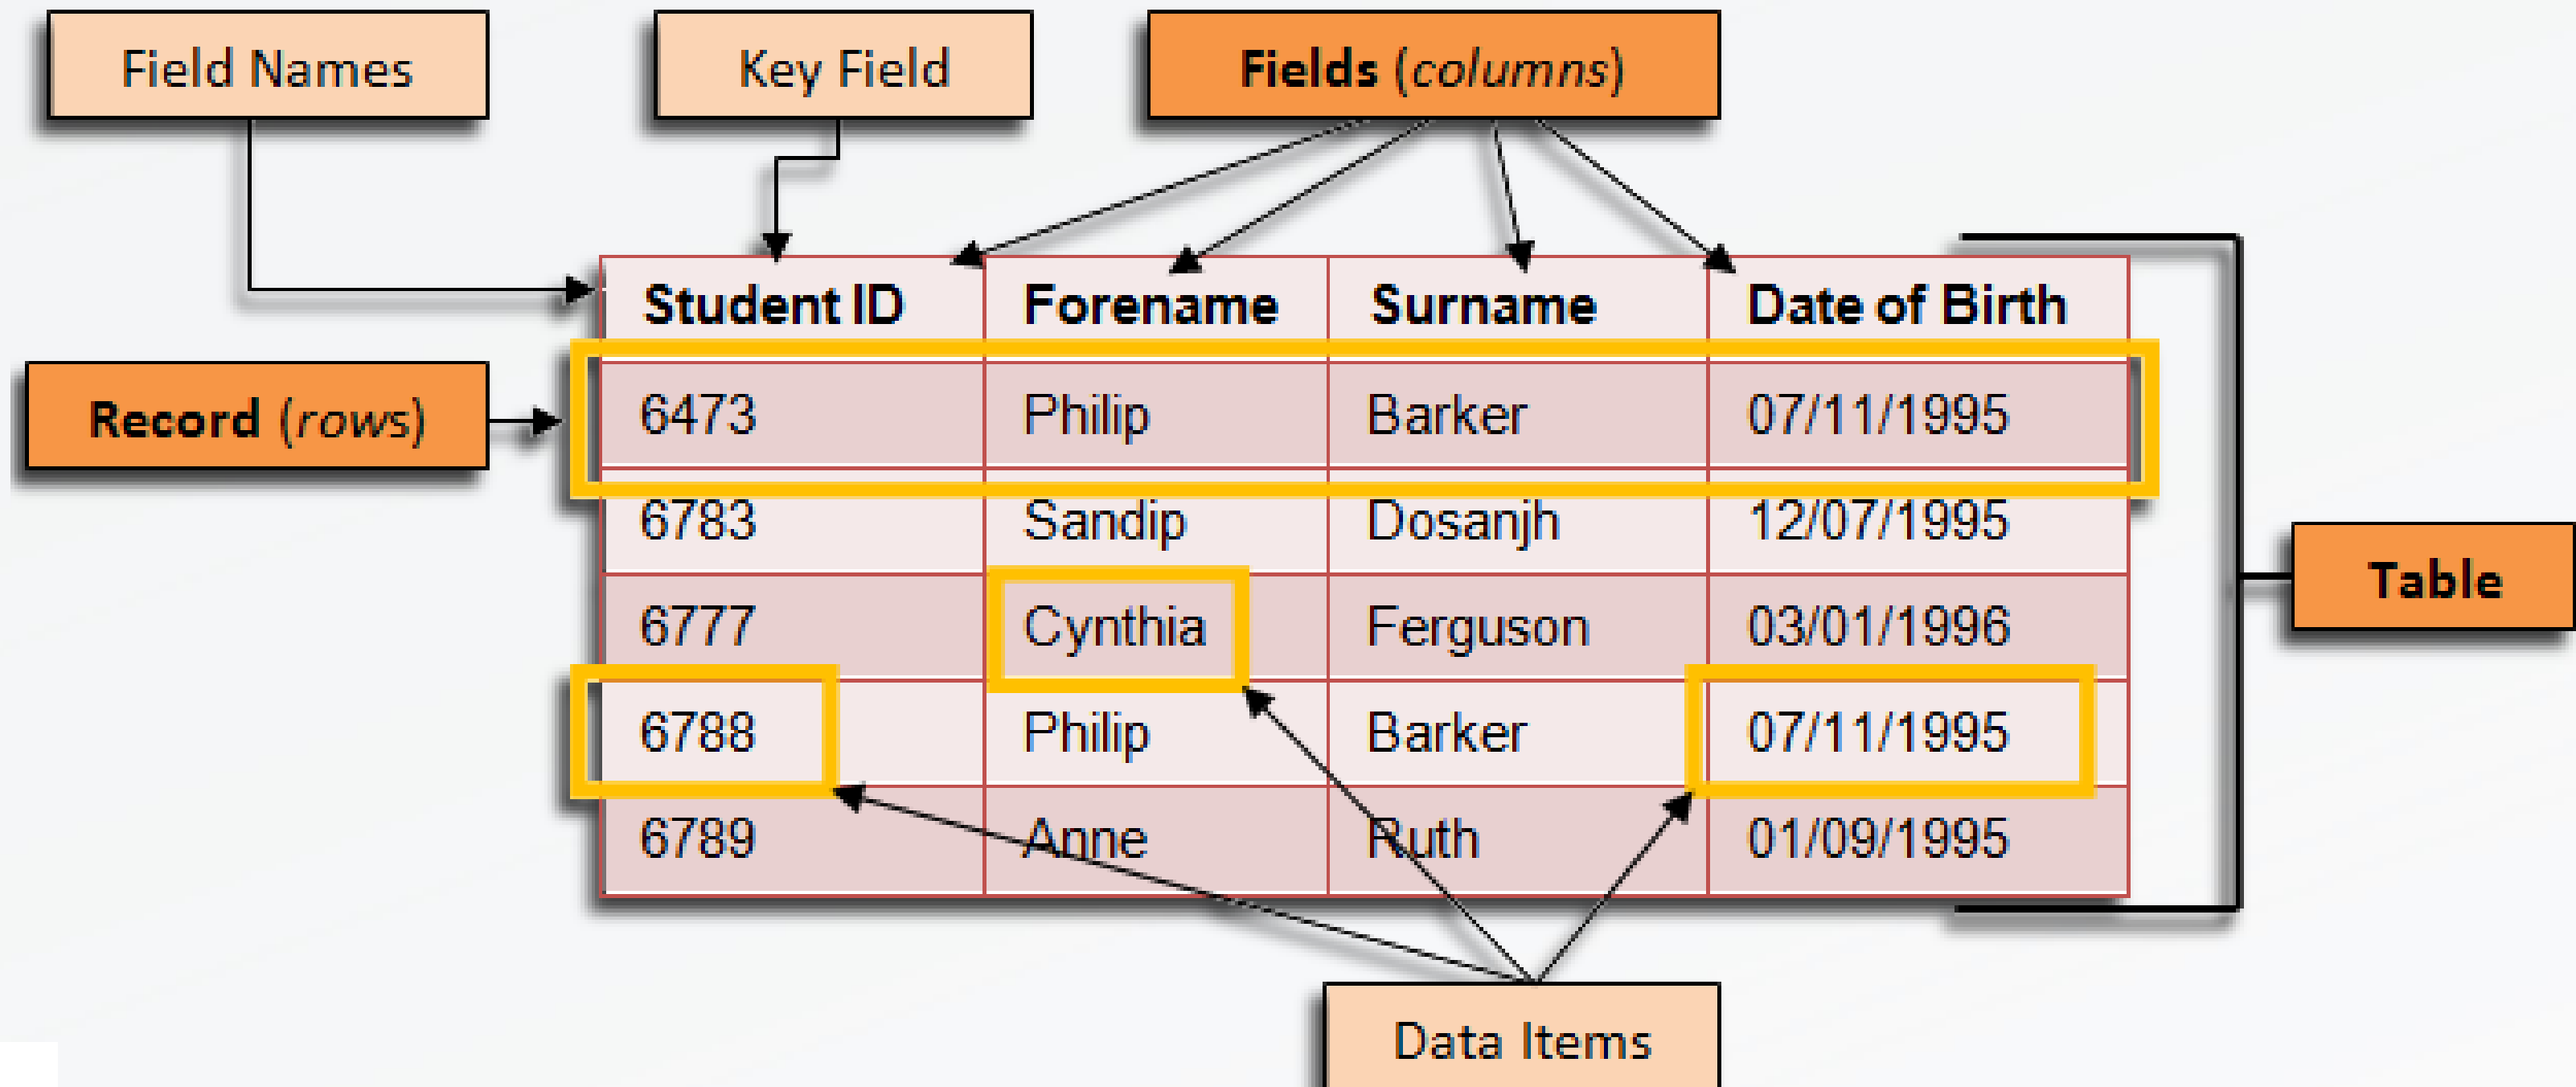 Field Names
Key Field
Fields (columns)
Student ID Forename Surname Date of Birth
Record (rows)
6473 Philip Barker 07/11/1995
6783 Sandip Dosanjh 12/07/1995
Table
6777 Cynthia Ferguson 03/01/1996
6788 Philip Barker 07/11/1995
6789 Anne Ruth 01/09/1995
Data Items